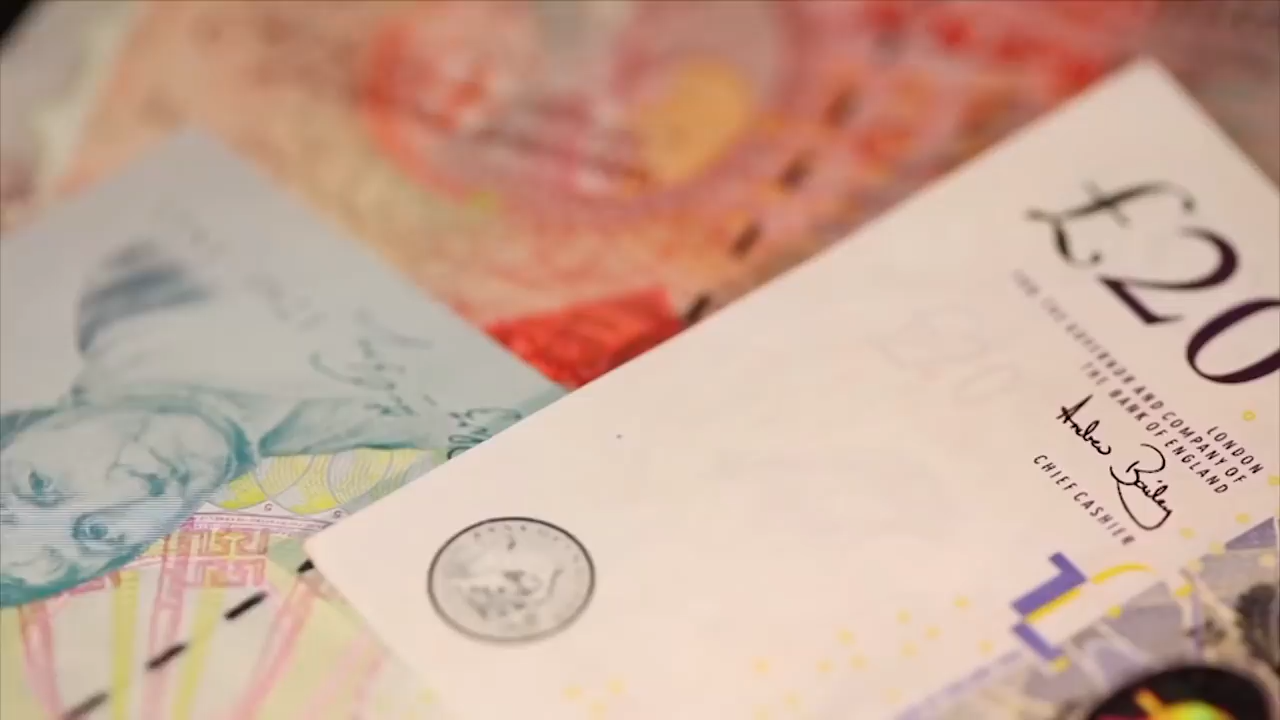 £20
FOR THE GOVERNOR AND COMPANY OF
THE BANK OF ENGLAND
LONDON
Andrew Bailey
CHIEF CASHIER